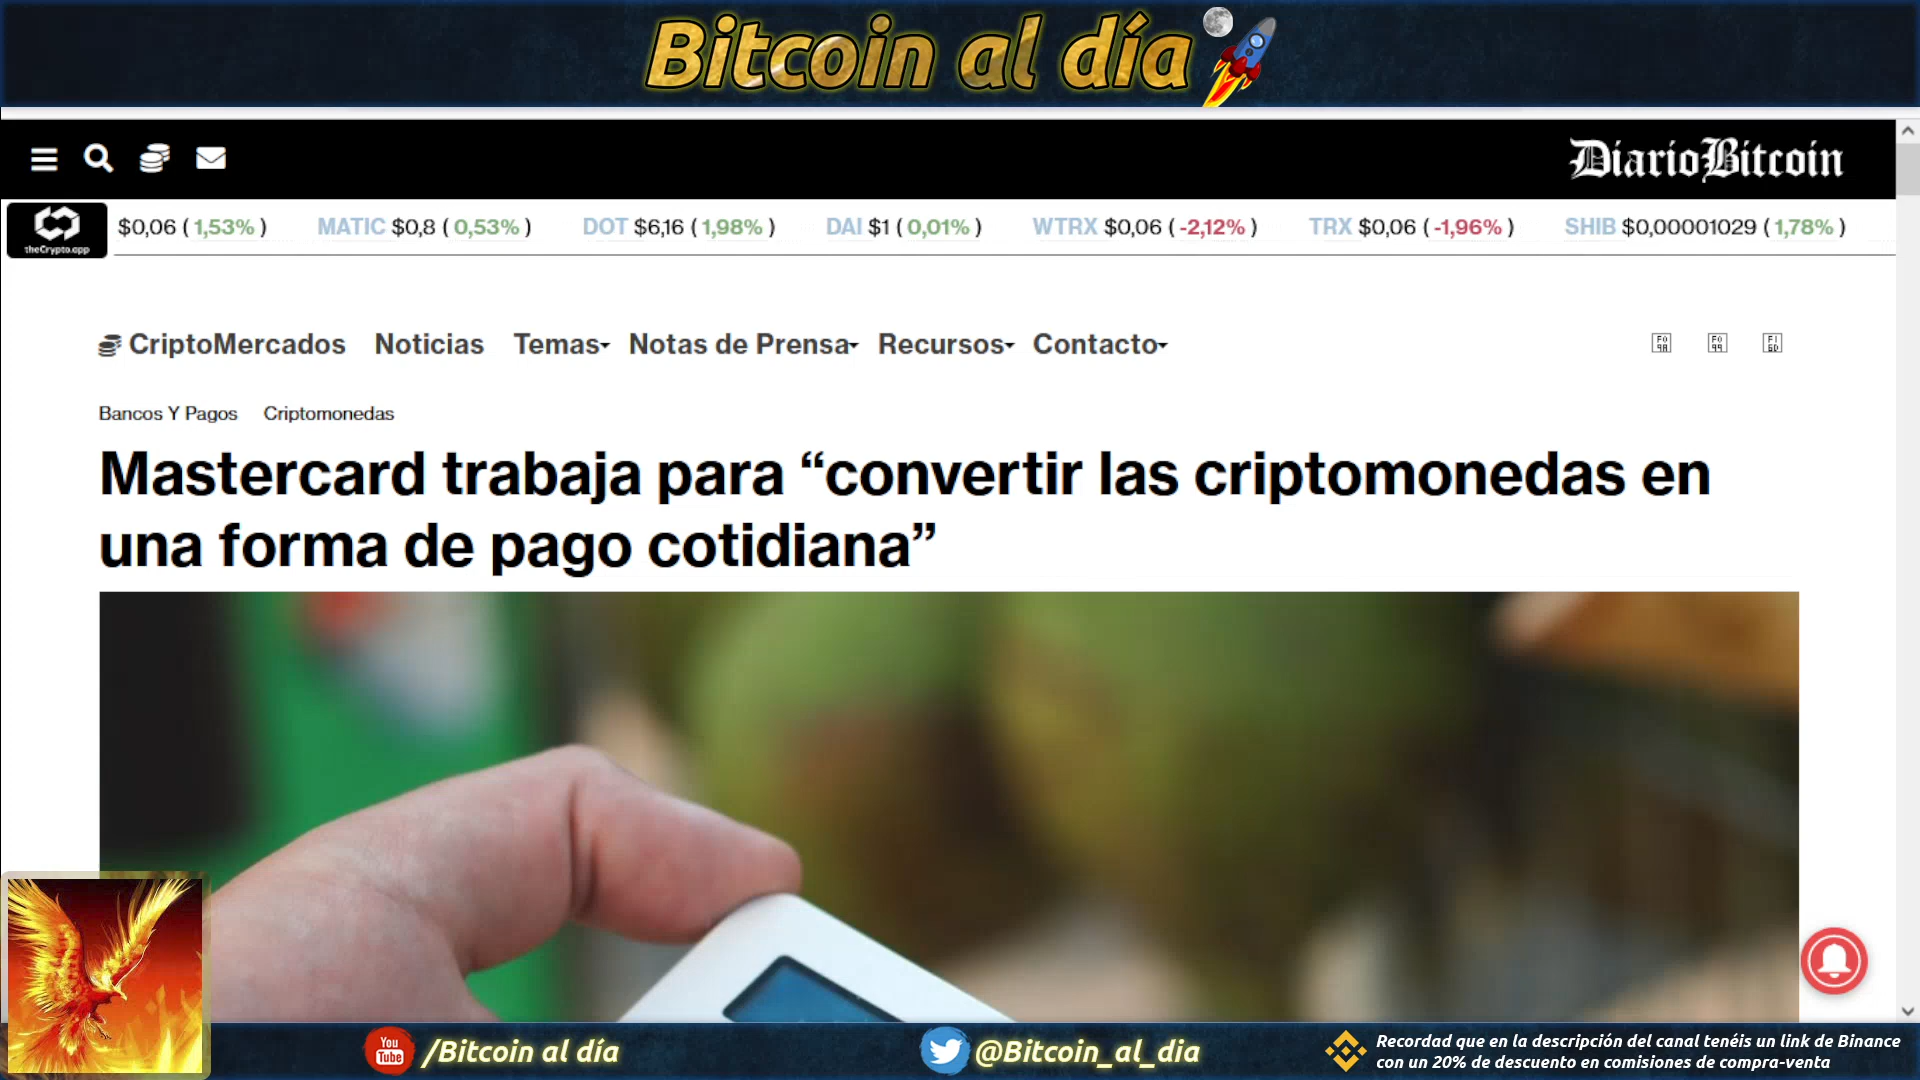 Bitcoin al día
DiarioBitcoin
theCrypto.app
$0,06 ( 1,53% ) MATIC $0,8 ( 0,53% ) DOT $6,16 ( 1,98% ) DAI $1 ( 0,01% ) WTRX $0,06 ( -2,12% ) TRX $0,06 ( -1,96% ) SHIB $0,00001029 ( 1,78% )
CriptoMercados Noticias Temas Notas de Prensa Recursos Contacto
Bancos Y Pagos Criptomonedas
Mastercard trabaja para “convertir las criptomonedas en
una forma de pago cotidiana”
You
Tube
/Bitcoin al día
@Bitcoin_al_dia
Recordad que en la descripción del canal tenéis un link de Binance
con un 20% de descuento en comisiones de compra-venta